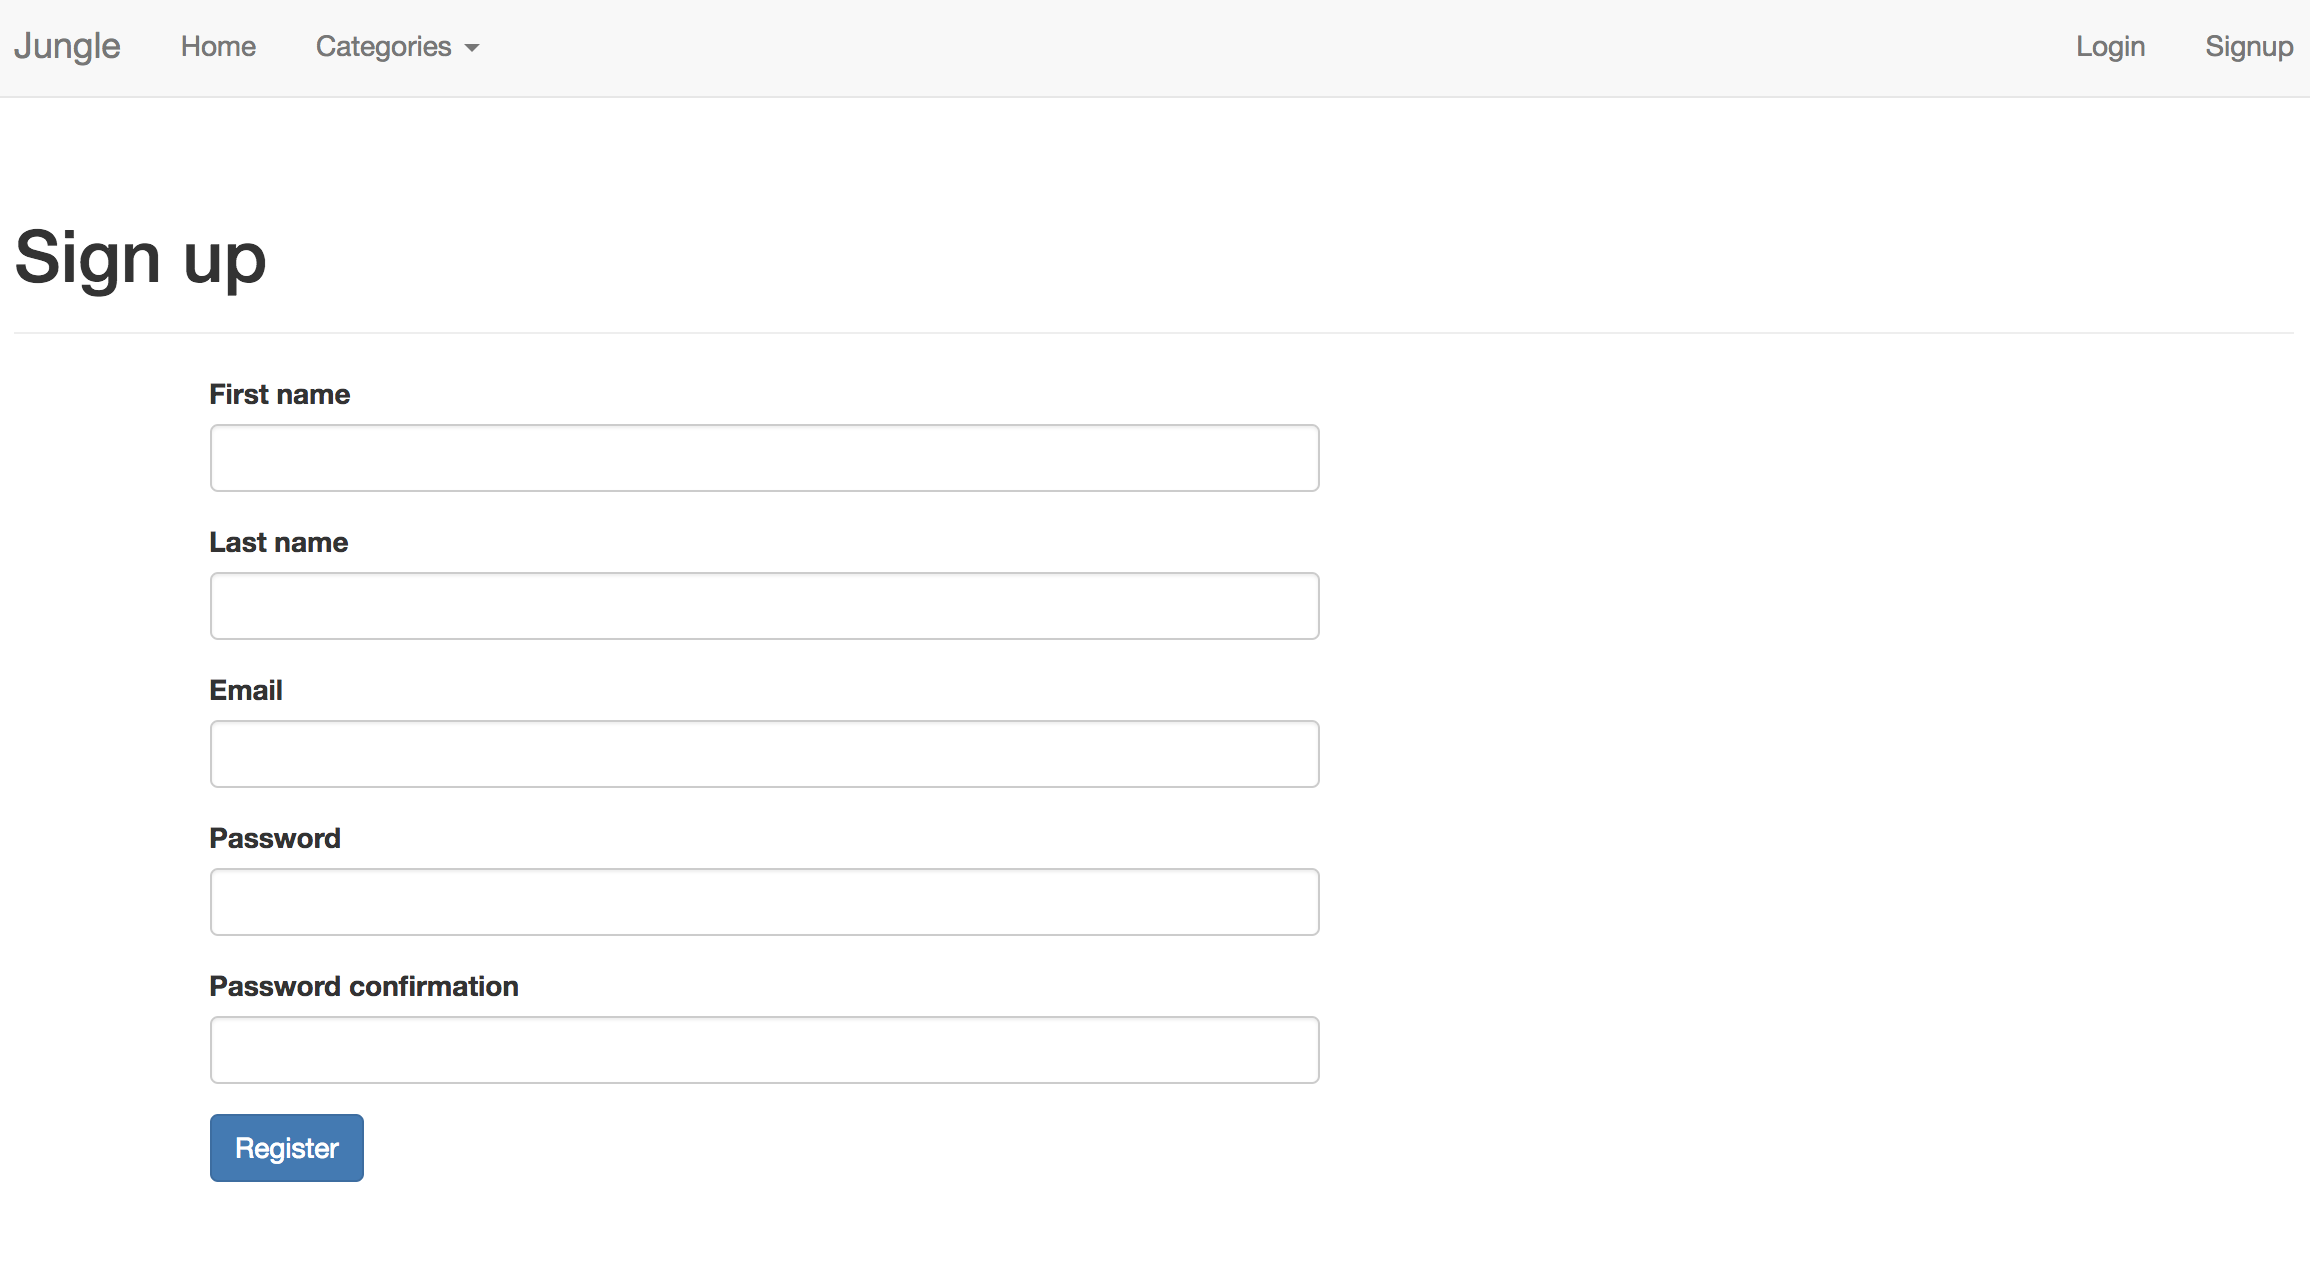 Jungle Home Categories Login Signup
Sign up
First name
Last name
Email
Password
Password confirmation
Register